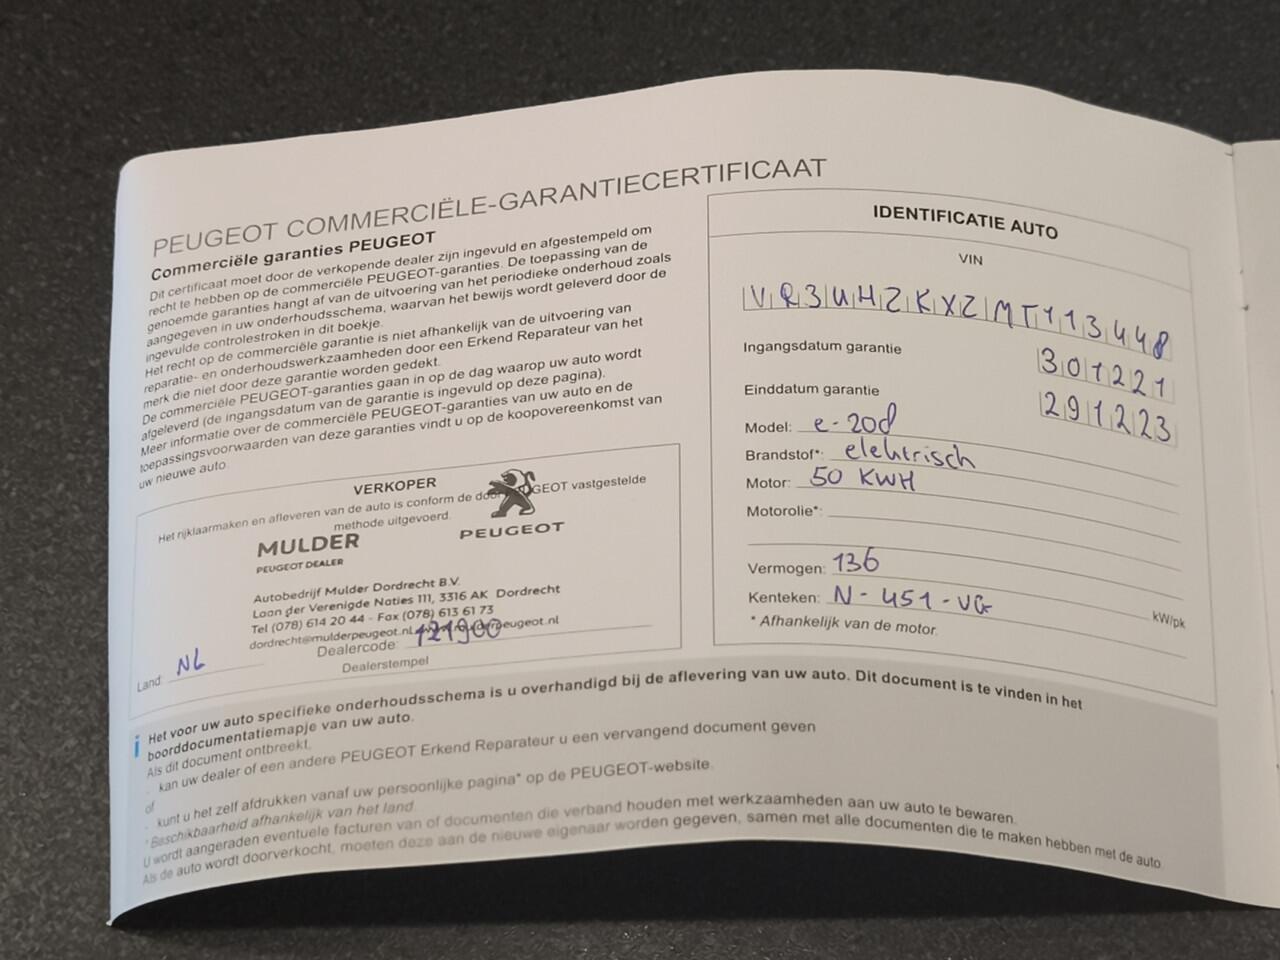 PEUGEOT COMMERCIËLE-GARANTIECERTIFICAAT
Commerciële garanties PEUGEOT
Dit certificaat moet door de verkopende dealer zijn ingevuld en afgestempeld om
recht te hebben op de commerciële PEUGEOT-garanties. De toepassing van de
genoemde garanties hangt af van de uitvoering van het periodieke onderhoud zoals
aangegeven in uw onderhoudsschema, waarvan het bewijs wordt geleverd door de
ingevulde controlestroken in dit boekje.
Het recht op de commerciële garantie is niet afhankelijk van de uitvoering van
reparatie- en onderhoudswerkzaamheden door een Erkend Reparateur van het
merk die niet door deze garantie worden gedekt.
De commerciële PEUGEOT-garanties gaan in op de dag waarop uw auto wordt
afgeleverd (de ingangsdatum van de garantie is ingevuld op deze pagina).
Meer informatie over de commerciële PEUGEOT-garanties van uw auto en de
toepassingsvoorwaarden van deze garanties vindt u op de koopovereenkomst van
uw nieuwe auto.
VERKOPER
Het rijklaarmaken en afleveren van de auto is conform de door PEUGEOT vastgestelde
methode uitgevoerd.
PEUGEOT
MULDER
PEUGEOT DEALER
Autobedrijf Mulder Dordrecht B.V.
Laan der Verenigde Naties 111, 3316 AK Dordrecht
Tel (078) 614 20 44 - Fax (078) 613 61 73
dordrecht@mulderpeugeot.nl www.mulderpeugeot.nl
Dealercode: 121900
Land: NL
Dealerstempel
IDENTIFICATIE AUTO
VIN
VR3UHZKXZMT113448
Ingangsdatum garantie 301221
Einddatum garantie 291223
Model: e-208
Brandstof*: elektrisch
Motor: 50 KWH
Motorolie*:
Vermogen: 136 kW/pk
Kenteken: N-451-VG
* Afhankelijk van de motor.
i Het voor uw auto specifieke onderhoudsschema is u overhandigd bij de aflevering van uw auto. Dit document is te vinden in het
boorddocumentatiemapje van uw auto.
Als dit document ontbreekt,
- kan uw dealer of een andere PEUGEOT Erkend Reparateur u een vervangend document geven
of
- kunt u het zelf afdrukken vanaf uw persoonlijke pagina* op de PEUGEOT-website.
* Beschikbaarheid afhankelijk van het land.
U wordt aangeraden eventuele facturen van of documenten die verband houden met werkzaamheden aan uw auto te bewaren.
Als de auto wordt doorverkocht, moeten deze aan de nieuwe eigenaar worden gegeven, samen met alle documenten die te maken hebben met de auto.